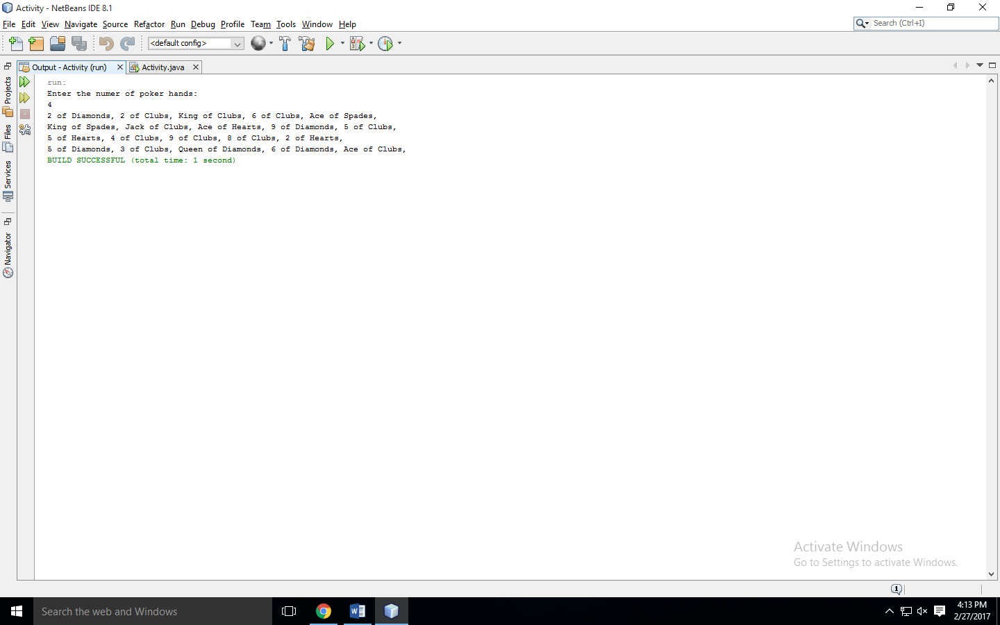 Activity - NetBeans IDE 8.1
File Edit View Navigate Source Refactor Run Debug Profile Team Tools Window Help
Search (Ctrl+I)
<default config>
Output - Activity (run)
Activity.java
Projects
Files
Services
Navigator
run:
Enter the numer of poker hands:
4
2 of Diamonds, 2 of Clubs, King of Clubs, 6 of Clubs, Ace of Spades,
King of Spades, Jack of Clubs, Ace of Hearts, 9 of Diamonds, 5 of Clubs,
5 of Hearts, 4 of Clubs, 9 of Clubs, 8 of Clubs, 2 of Hearts,
5 of Diamonds, 3 of Clubs, Queen of Diamonds, 6 of Diamonds, Ace of Clubs,
BUILD SUCCESSFUL (total time: 1 second)
Activate Windows
Go to Settings to activate Windows.
1
Search the web and Windows
4:13 PM
2/27/2017